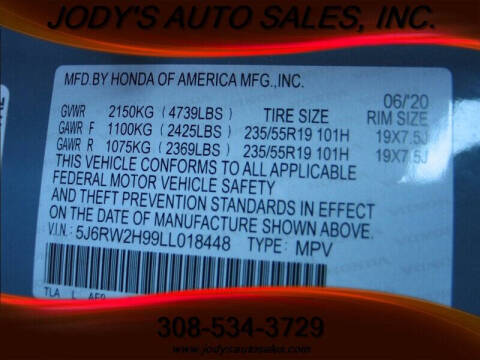 JODY'S AUTO SALES, INC.
MFD.BY HONDA OF AMERICA MFG.,INC.
06/'20
GVWR 2150KG (4739LBS) TIRE SIZE RIM SIZE
GAWR F 1100KG (2425LBS) 235/55R19 101H 19X7.5J
GAWR R 1075KG (2369LBS) 235/55R19 101H 19X7.5J
THIS VEHICLE CONFORMS TO ALL APPLICABLE
FEDERAL MOTOR VEHICLE SAFETY
AND THEFT PREVENTION STANDARDS IN EFFECT
ON THE DATE OF MANUFACTURE SHOWN ABOVE.
V.I.N: 5J6RW2H99LL018448 TYPE: MPV
TLA L
308-534-3729
www.jodysautosales.com